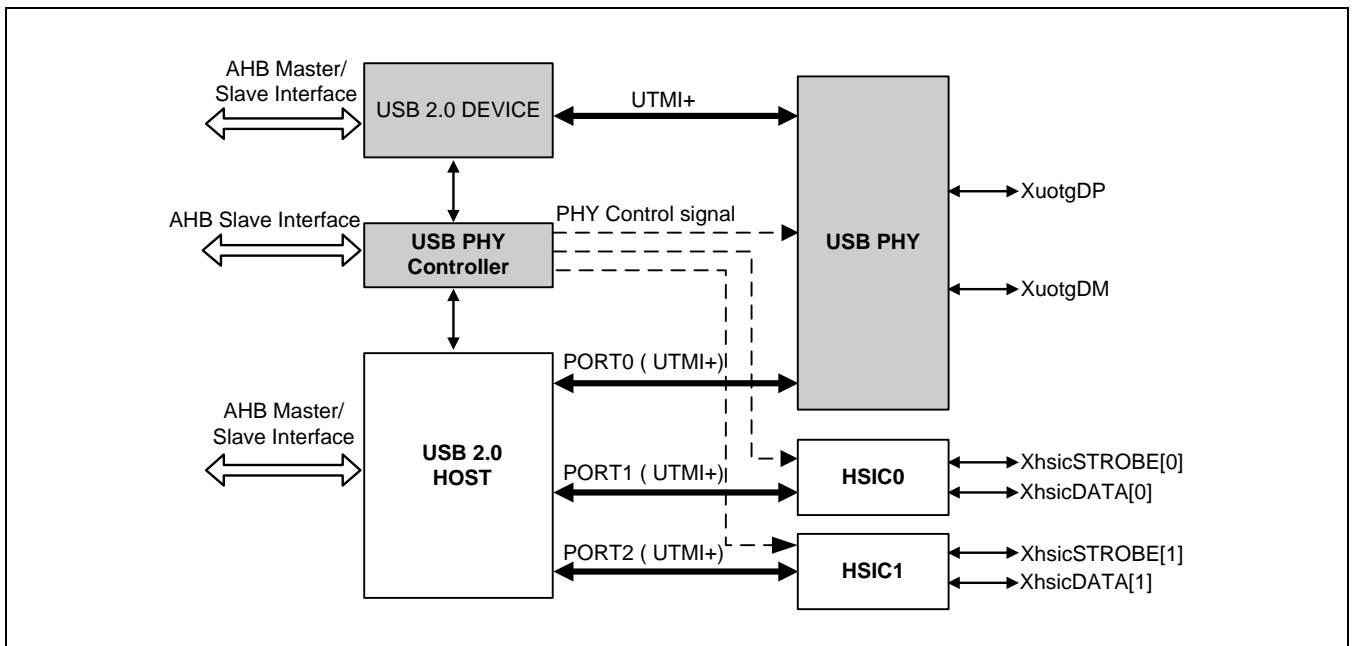 AHB Master/
Slave Interface
USB 2.0 DEVICE
UTMI+
XuotgDP
AHB Slave Interface
USB PHY
Controller
PHY Control signal
USB PHY
XuotgDM
PORT0 ( UTMI+)
AHB Master/
Slave Interface
USB 2.0
HOST
PORT1 ( UTMI+)
HSIC0
XhsicSTROBE[0]
XhsicDATA[0]
PORT2 ( UTMI+)
HSIC1
XhsicSTROBE[1]
XhsicDATA[1]